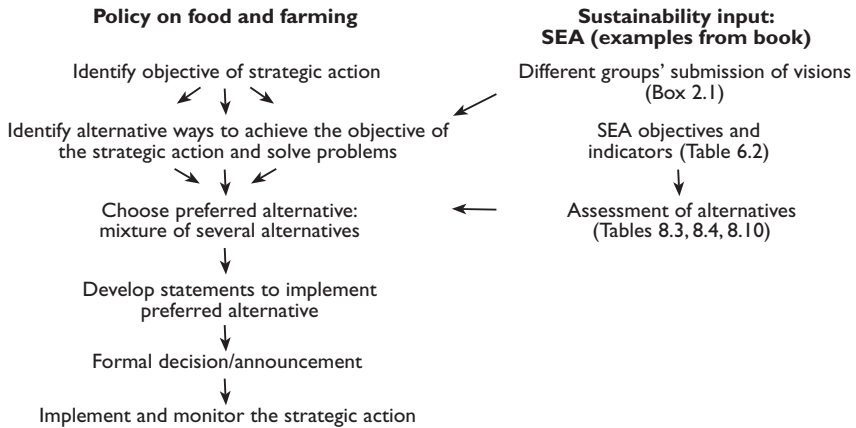 Policy on food and farming
Sustainability input:
SEA (examples from book)
Identify objective of strategic action
Different groups' submission of visions
(Box 2.1)
Identify alternative ways to achieve the objective of
the strategic action and solve problems
SEA objectives and
indicators (Table 6.2)
Choose preferred alternative:
mixture of several alternatives
Assessment of alternatives
(Tables 8.3, 8.4, 8.10)
Develop statements to implement
preferred alternative
Formal decision/announcement
Implement and monitor the strategic action